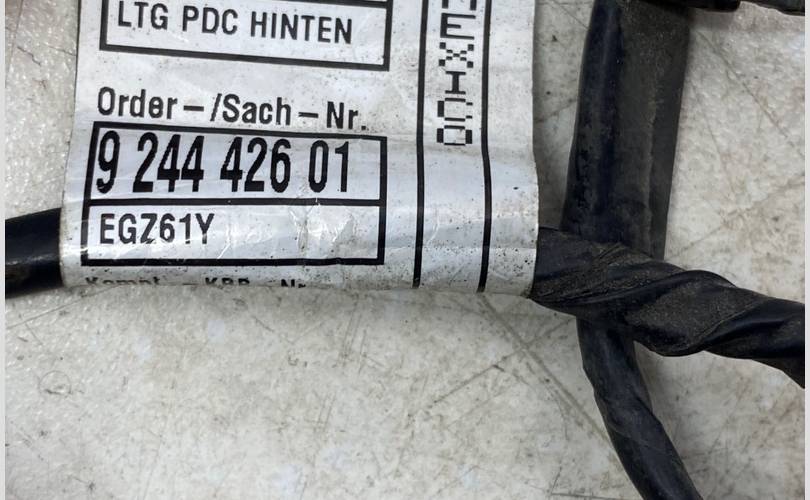 LTG PDC HINTEN
Order-/Sach-Nr.
9 244 426 01
EGZ61Y
MEXICO